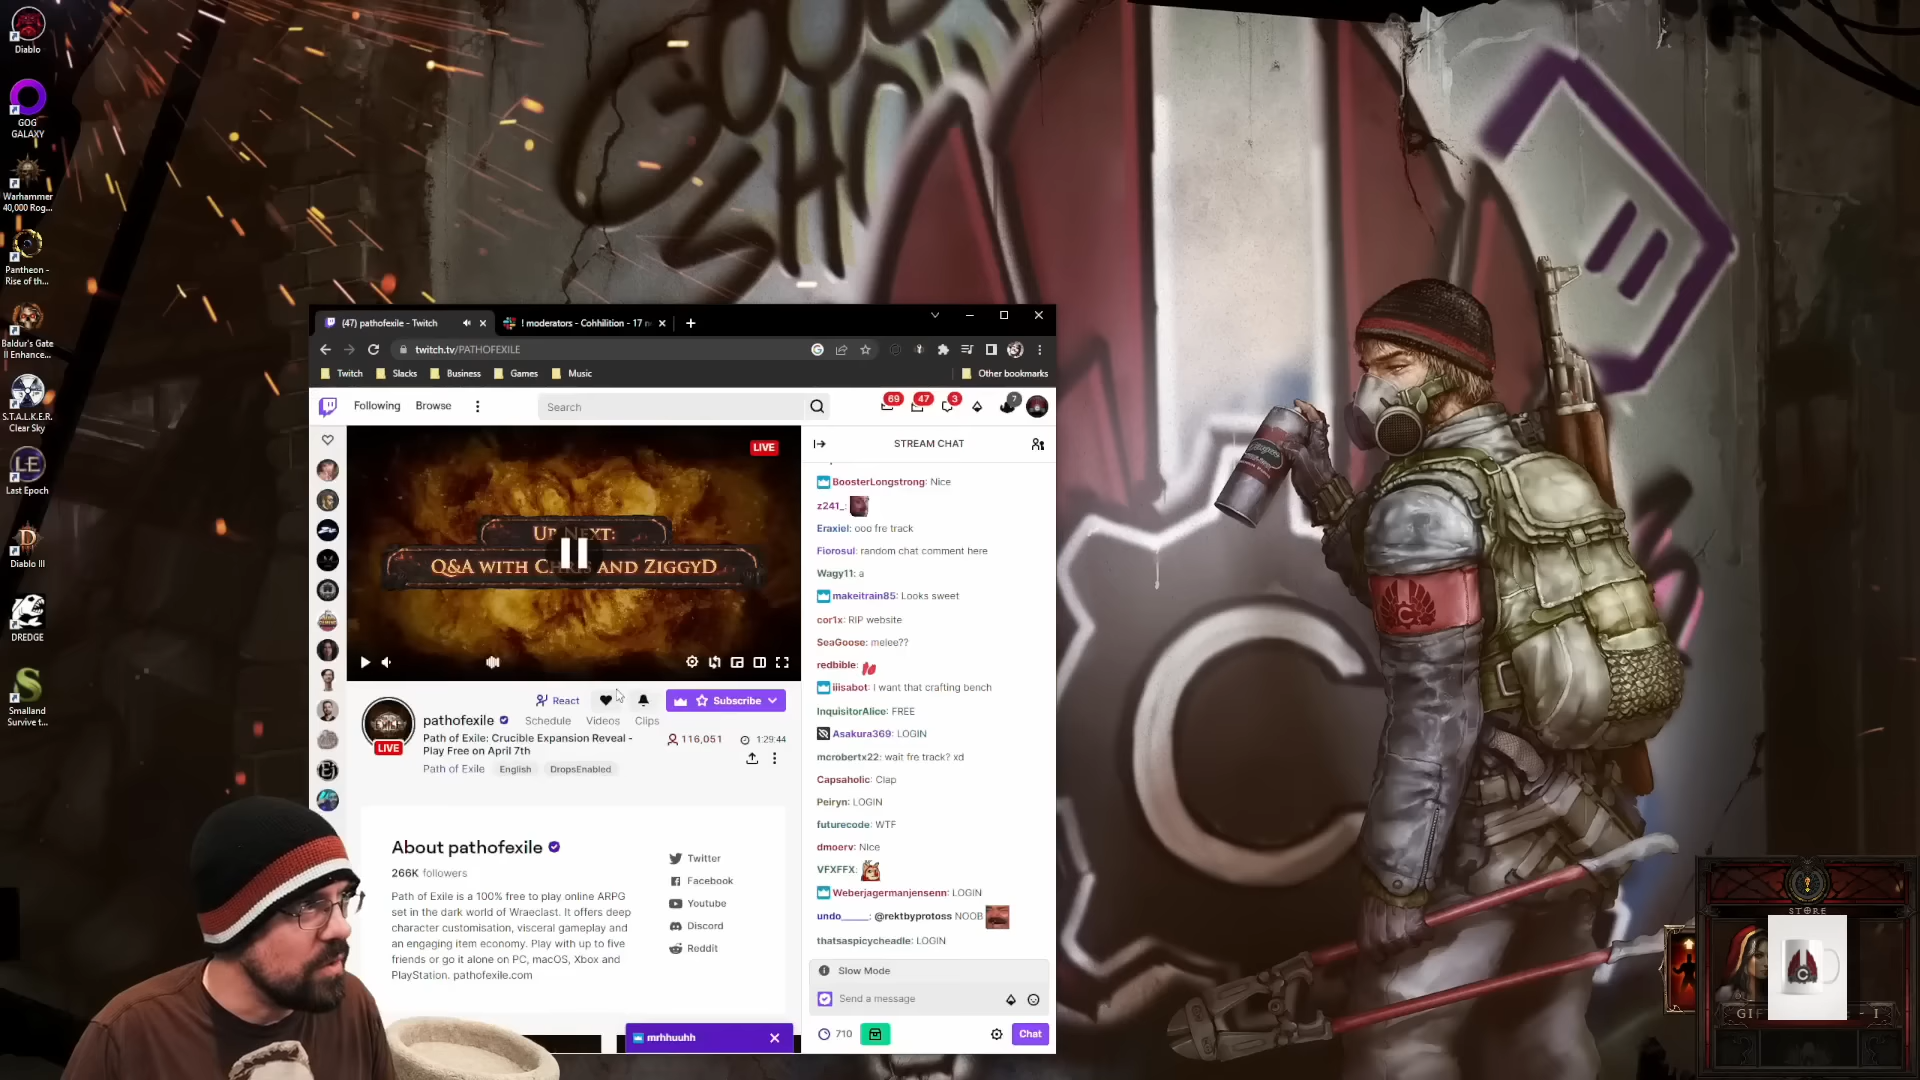 Diablo
GOG
GALAXY
Warhammer
40,000 Rog...
Pantheon -
Rise of th...
Baldur's Gate
II Enhance...
S.T.A.L.K.E.R.
Clear Sky
Last Epoch
Diablo III
DREDGE
Smalland
Survive t...
(47) pathofexile - Twitch
! moderators - Cohhilition - 17 n
twitch.tv/PATHOFEXILE
Twitch
Slacks
Business
Games
Music
Other bookmarks
Following
Browse
Search
69
47
3
7
LIVE
UP NEXT:
Q&A WITH CHRIS AND ZIGGYD
React
Subscribe
pathofexile
Schedule
Videos
Clips
LIVE
Path of Exile: Crucible Expansion Reveal -
Play Free on April 7th
116,051
1:29:44
Path of Exile
English
DropsEnabled
About pathofexile
266K followers
Path of Exile is a 100% free to play online ARPG
set in the dark world of Wraeclast. It offers deep
character customisation, visceral gameplay and
an engaging item economy. Play with up to five
friends or go it alone on PC, macOS, Xbox and
PlayStation. pathofexile.com
Twitter
Facebook
Youtube
Discord
Reddit
mrhhuuhh
STREAM CHAT
BoosterLongstrong: Nice
z241_:
Eraxiel: ooo fre track
Fiorosul: random chat comment here
Wagy11: a
makeitrain85: Looks sweet
cor1x: RIP website
SeaGoose: melee??
redbible:
iiisabot: I want that crafting bench
InquisitorAlice: FREE
Asakura369: LOGIN
mcrobertx22: wait fre track? xd
Capsaholic: Clap
Peiryn: LOGIN
futurecode: WTF
dmoerv: Nice
VFXFFX:
Weberjagermanjensenn: LOGIN
undo______: @rektbyprotoss NOOB
thatsaspicycheadle: LOGIN
Slow Mode
Send a message
710
Chat
STORE